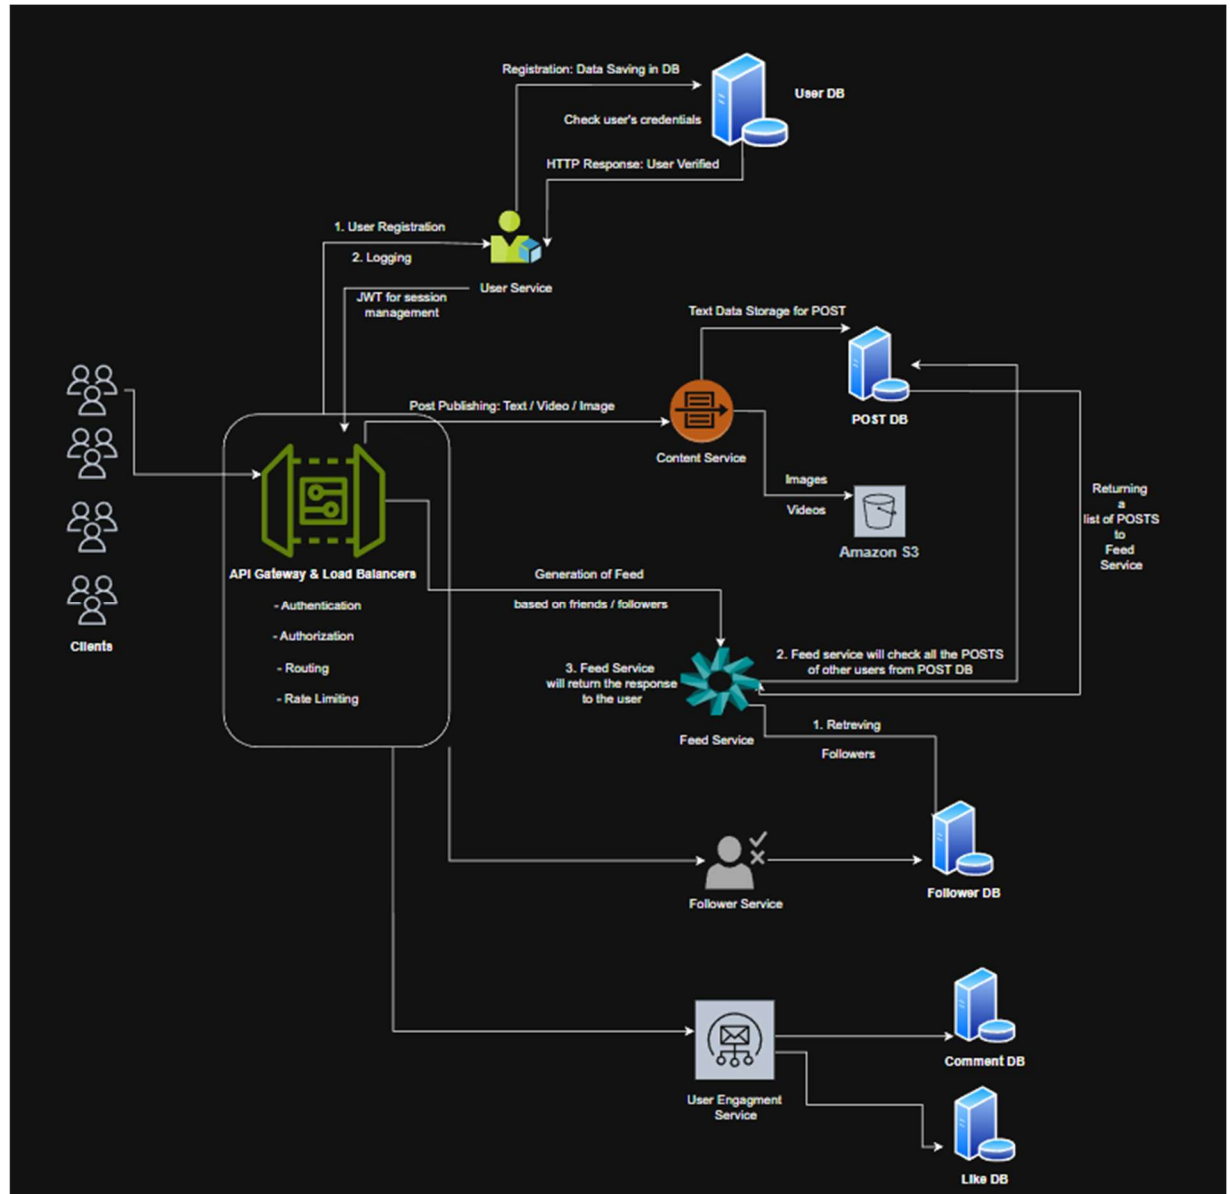 Registration: Data Saving in DB
User DB
Check user's credentials
HTTP Response: User Verified
1. User Registration
2. Logging
User Service
JWT for session
management
Text Data Storage for POST
Post Publishing: Text / Video / Image
POST DB
Content Service
Images
Videos
Amazon S3
Returning
a
list of POSTS
to
Feed
Service
API Gateway & Load Balancers
- Authentication
- Authorization
- Routing
- Rate Limiting
Clients
Generation of Feed
based on friends / followers
2. Feed service will check all the POSTS
of other users from POST DB
3. Feed Service
will return the response
to the user
Feed Service
1. Retreving
Followers
Follower DB
Follower Service
Comment DB
User Engagment
Service
Like DB